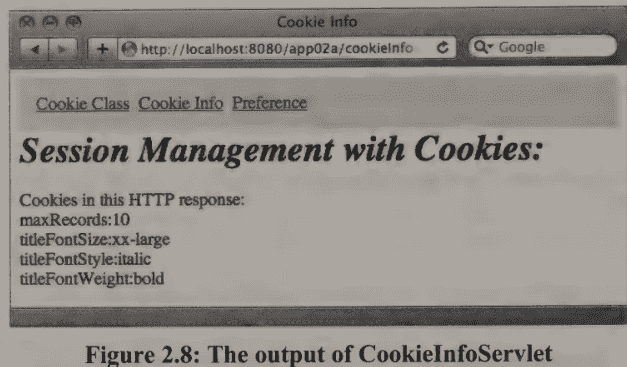 Cookie Info
http://localhost:8080/app02a/cookieInfo
Google
Cookie Class Cookie Info Preference
Session Management with Cookies:
Cookies in this HTTP response:
maxRecords:10
titleFontSize:xx-large
titleFontStyle:italic
titleFontWeight:bold
Figure 2.8: The output of CookieInfoServlet